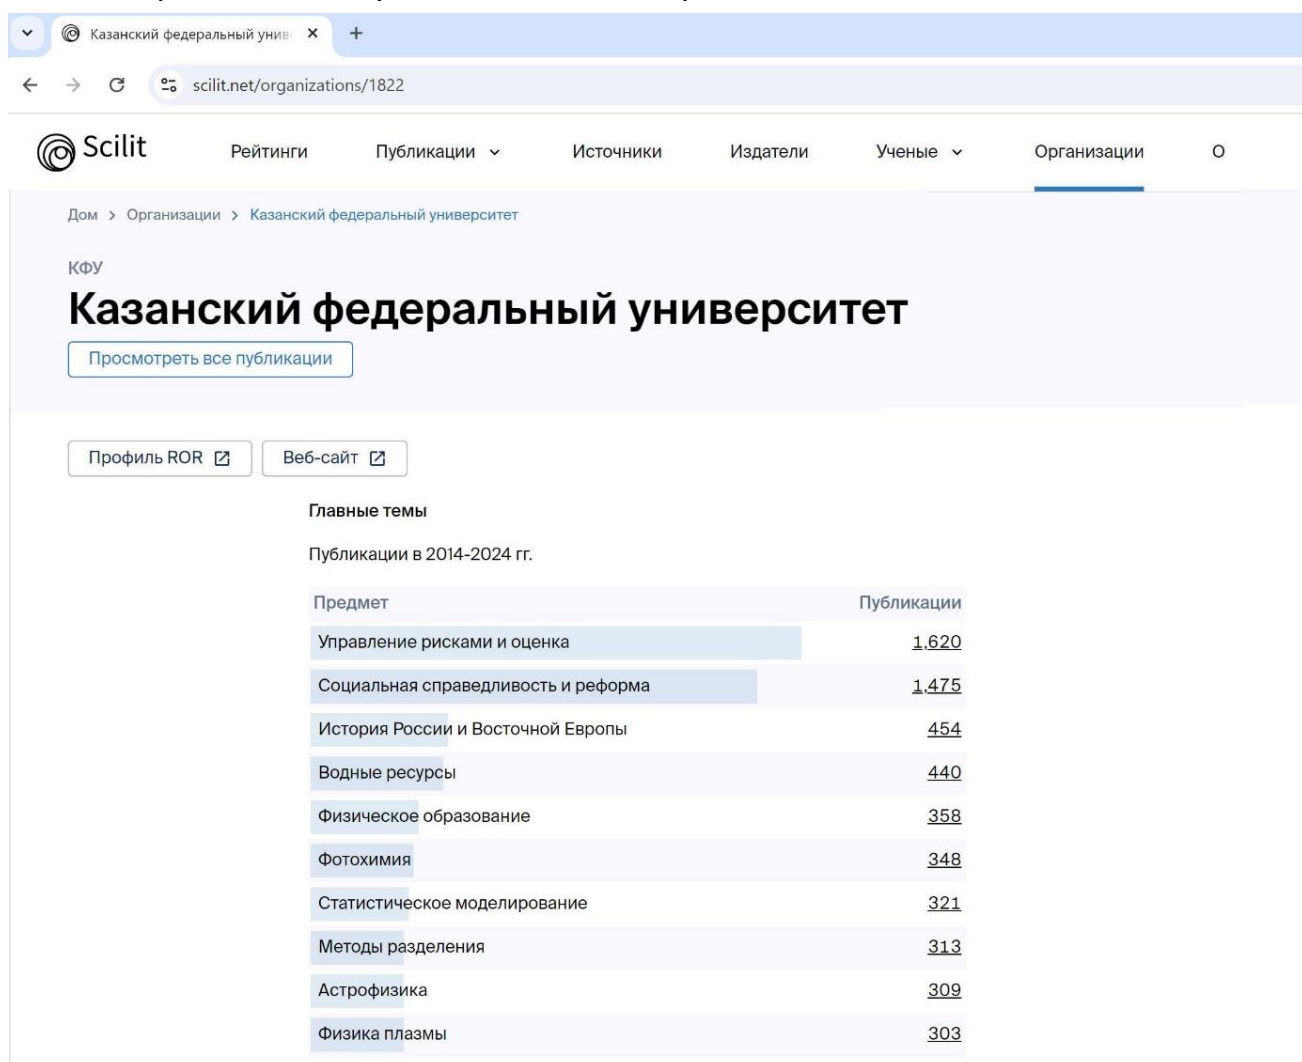 Казанский федеральный унив
scilit.net/organizations/1822
Scilit Рейтинги Публикации Источники Издатели Ученые Организации О
Дом > Организации > Казанский федеральный университет
КФУ
Казанский федеральный университет
Просмотреть все публикации
Профиль ROR Веб-сайт
Главные темы
Публикации в 2014-2024 гг.
Предмет Публикации
Управление рисками и оценка 1,620
Социальная справедливость и реформа 1,475
История России и Восточной Европы 454
Водные ресурсы 440
Физическое образование 358
Фотохимия 348
Статистическое моделирование 321
Методы разделения 313
Астрофизика 309
Физика плазмы 303